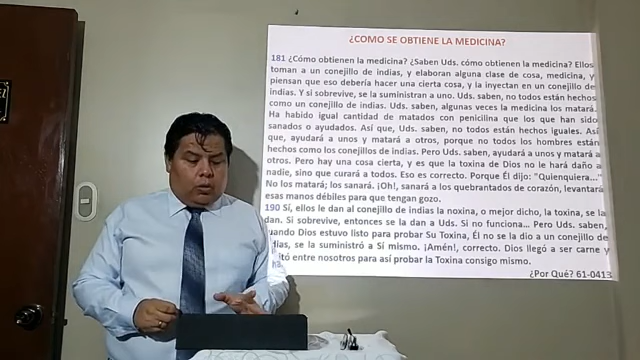 ¿COMO SE OBTIENE LA MEDICINA?
181 ¿Cómo obtienen la medicina? ¿Saben Uds. cómo obtienen la medicina? Ellos
toman a un conejillo de indias, y elaboran alguna clase de cosa, medicina, y
piensan que eso debería hacer una cierta cosa, y la inyectan en un conejillo de
indias. Y si sobrevive, se la suministran a uno. Uds. saben, no todos están hechos
como un conejillo de indias. Uds. saben, algunas veces la medicina los matará.
Ha habido igual cantidad de matados con penicilina que los que han sido
sanados o ayudados. Así que, Uds. saben, no todos están hechos iguales. Así
que, ayudará a unos y matará a otros, porque no todos los hombres están
hechos como los conejillos de indias. Pero Uds. saben, ayudará a unos y matará a
otros. Pero hay una cosa cierta, y es que la toxina de Dios no le hará daño a
nadie, sino que curará a todos. Eso es correcto. Porque Él dijo: "Quienquiera..."
No los matará; los sanará. ¡Oh!, sanará a los quebrantados de corazón, levantará
esas manos débiles para que tengan gozo.
190 Sí, ellos le dan al conejillo de indias la noxina, o mejor dicho, la toxina, se la
dan. Si sobrevive, entonces se la dan a Uds. Si no funciona... Pero Uds. saben,
cuando Dios estuvo listo para probar Su Toxina, Él no se la dio a un conejillo de
indias, se la suministró a Sí mismo. ¡Amén!, correcto. Dios llegó a ser carne y
entre nosotros para así probar la Toxina consigo mismo.
¿Por Qué? 61-0413